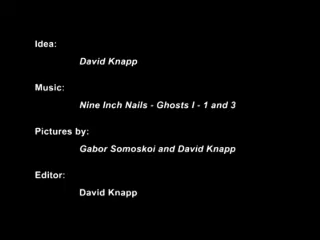 Idea:
David Knapp
Music:
Nine Inch Nails - Ghosts I - 1 and 3
Pictures by:
Gabor Somoskoi and David Knapp
Editor:
David Knapp